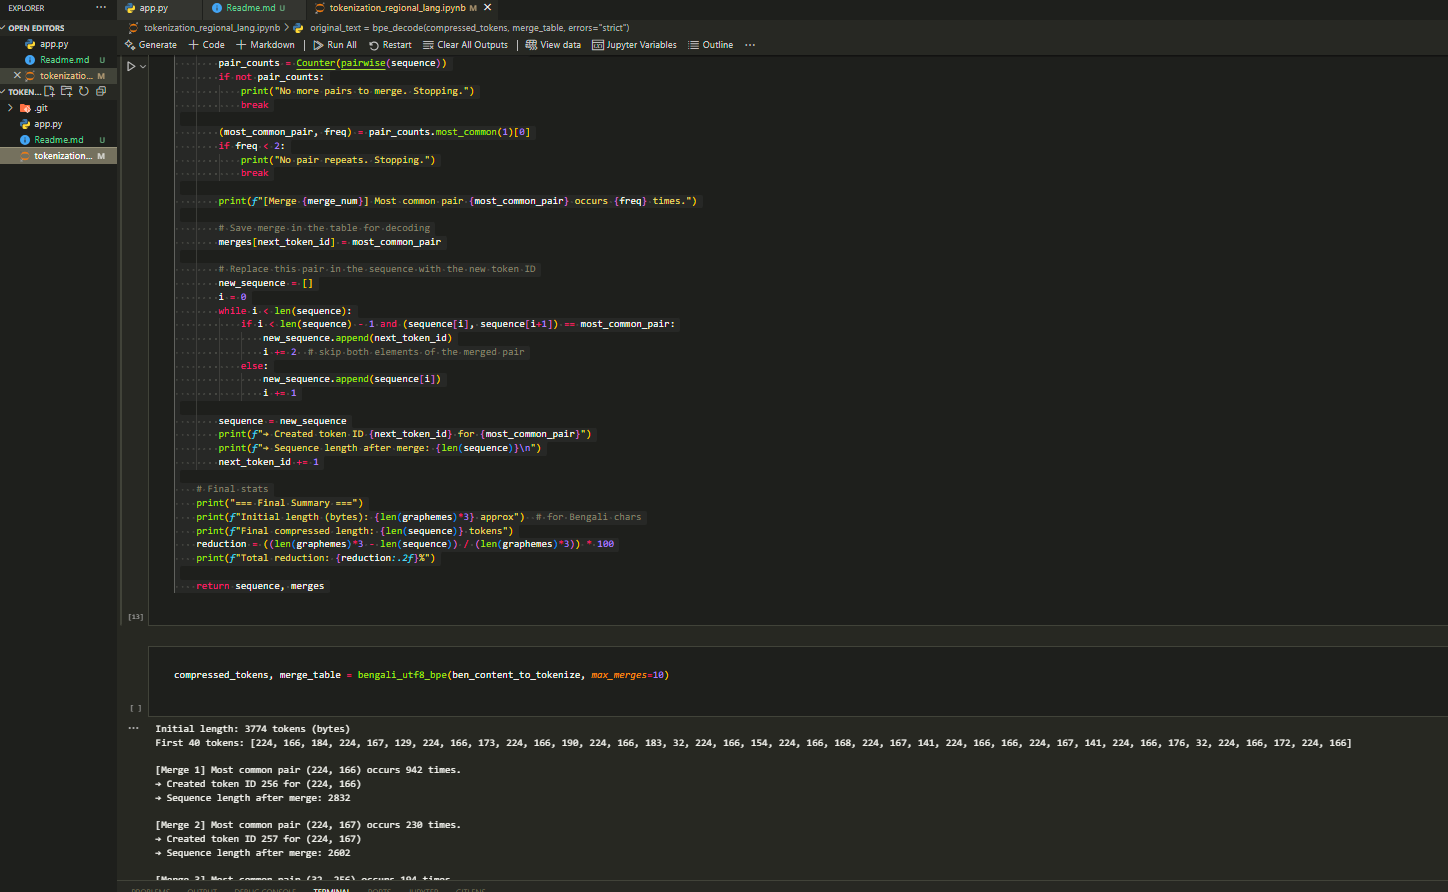 EXPLORER ···
OPEN EDITORS
app.py
Readme.md U
tokenizatio... M
TOKEN...
.git
app.py
Readme.md U
tokenization... M
app.py
Readme.md U
tokenization_regional_lang.ipynb M
tokenization_regional_lang.ipynb > original_text = bpe_decode(compressed_tokens, merge_table, errors="strict")
Generate + Code + Markdown Run All Restart Clear All Outputs View data Jupyter Variables Outline ···
pair_counts = Counter(pairwise(sequence))
if not pair_counts:
print("No more pairs to merge. Stopping.")
break
(most_common_pair, freq) = pair_counts.most_common(1)[0]
if freq < 2:
print("No pair repeats. Stopping.")
break
print(f"[Merge {merge_num}] Most common pair {most_common_pair} occurs {freq} times.")
# Save merge in the table for decoding
merges[next_token_id] = most_common_pair
# Replace this pair in the sequence with the new token ID
new_sequence = []
i = 0
while i < len(sequence):
if i < len(sequence) - 1 and (sequence[i], sequence[i+1]) == most_common_pair:
new_sequence.append(next_token_id)
i += 2 # skip both elements of the merged pair
else:
new_sequence.append(sequence[i])
i += 1
sequence = new_sequence
print(f"→ Created token ID {next_token_id} for {most_common_pair}")
print(f"→ Sequence length after merge: {len(sequence)}\n")
next_token_id += 1
# Final stats
print("=== Final Summary ===")
print(f"Initial length (bytes): {len(graphemes)*3} approx") # for Bengali chars
print(f"Final compressed length: {len(sequence)} tokens")
reduction = ((len(graphemes)*3 - len(sequence)) / (len(graphemes)*3)) * 100
print(f"Total reduction: {reduction:.2f}%")
return sequence, merges
[13]
compressed_tokens, merge_table = bengali_utf8_bpe(ben_content_to_tokenize, max_merges=10)
[ ]
··· Initial length: 3774 tokens (bytes)
First 40 tokens: [224, 166, 184, 224, 167, 129, 224, 166, 173, 224, 166, 190, 224, 166, 183, 32, 224, 166, 154, 224, 166, 168, 224, 167, 141, 224, 166, 166, 224, 167, 141, 224, 166, 176, 32, 224, 166, 172, 224, 166]
[Merge 1] Most common pair (224, 166) occurs 942 times.
→ Created token ID 256 for (224, 166)
→ Sequence length after merge: 2832
[Merge 2] Most common pair (224, 167) occurs 230 times.
→ Created token ID 257 for (224, 167)
→ Sequence length after merge: 2602
[Merge 3] Most common pair (32, 256) occurs 194 times.
PROBLEMS OUTPUT DEBUG CONSOLE TERMINAL PORTS JUPYTER GITLENS